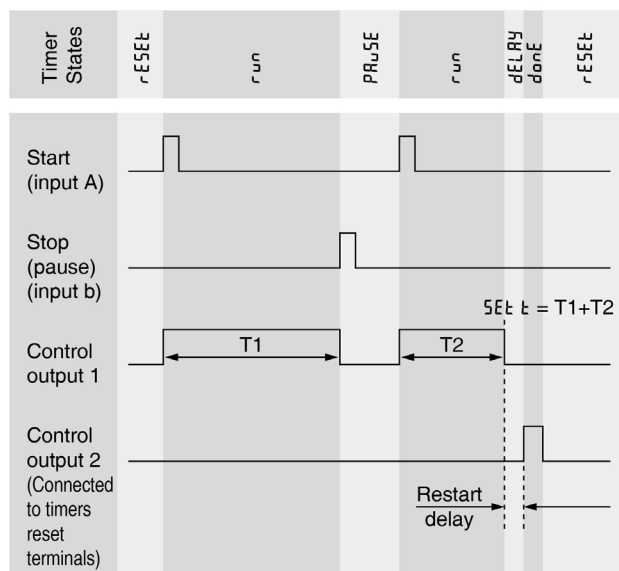 Timer
States
rESEt
run
PAuSE
run
dELAY
donE
rESEt
Start
(input A)
Stop
(pause)
(input b)
SEt t = T1+T2
Control
output 1
T1
T2
Control
output 2
(Connected
to timers
reset
terminals)
Restart
delay